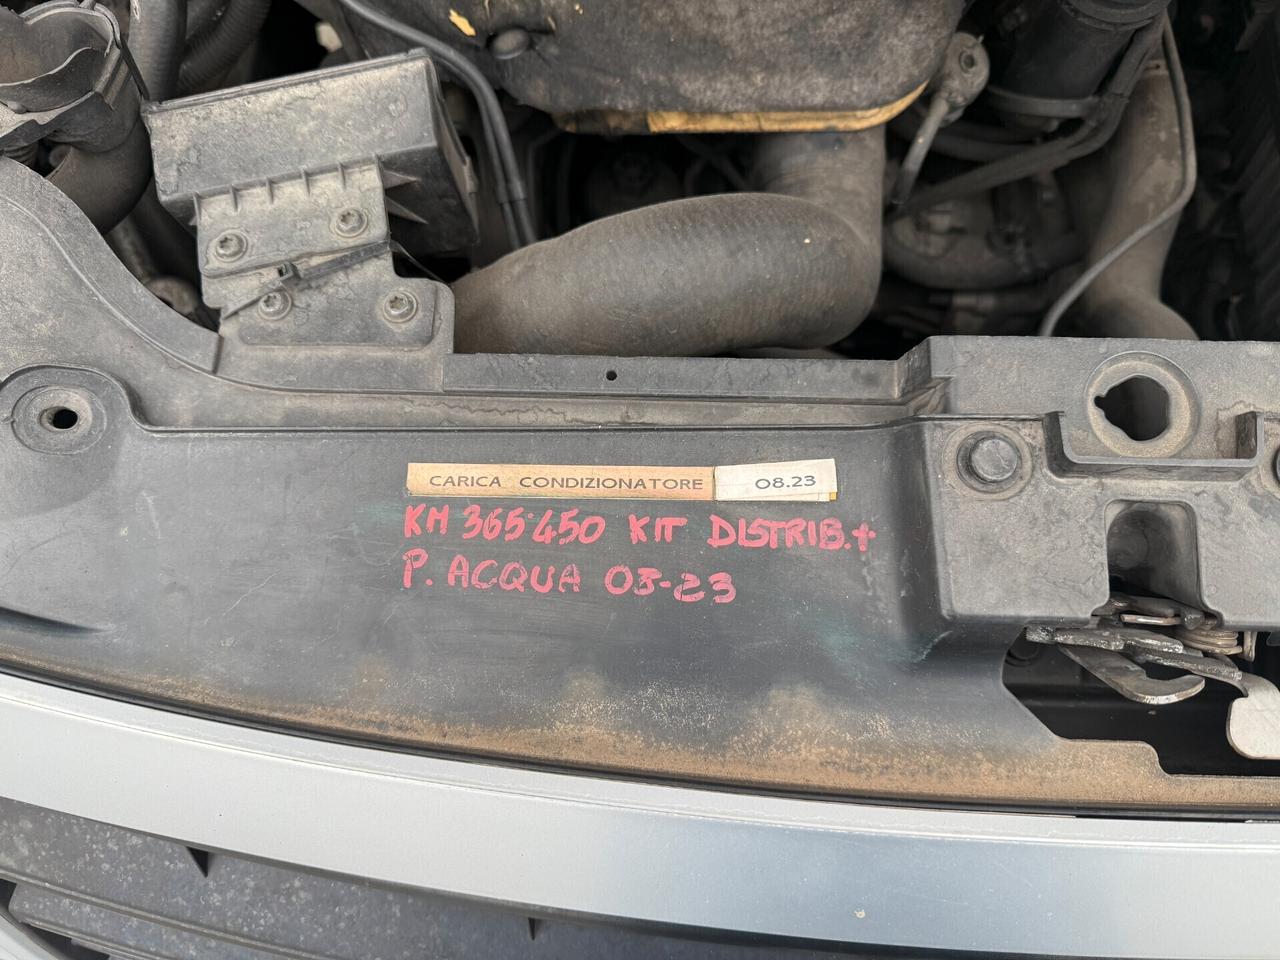 CARICA CONDIZIONATORE 08.23
KM 365.450 KIT DISTRIB.+
P. ACQUA 03-23